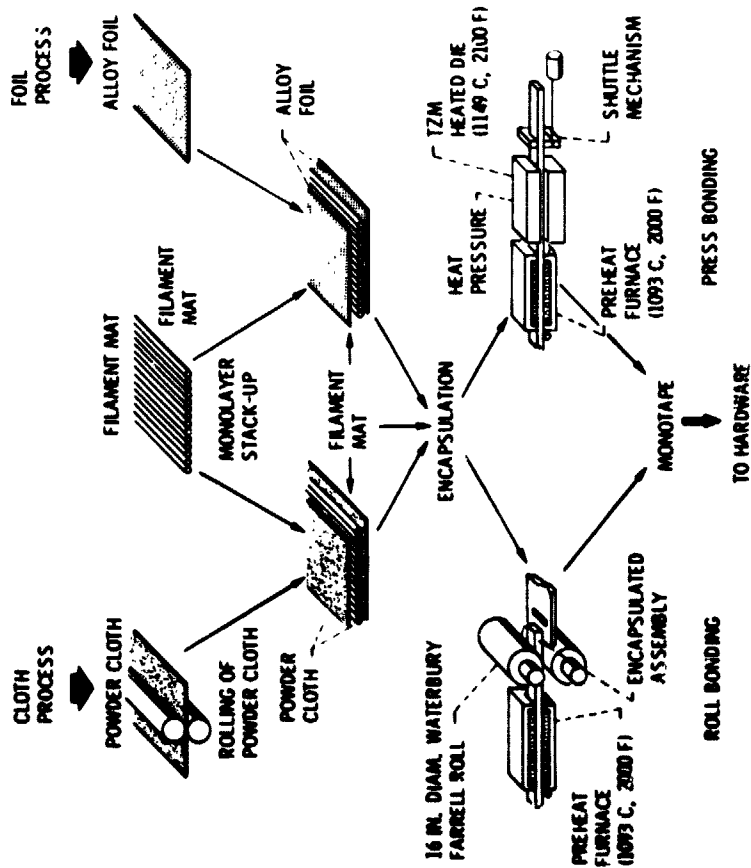 CLOTH
PROCESS
POWDER CLOTH
ROLLING OF
POWDER CLOTH
POWDER
CLOTH
FILAMENT MAT
FILAMENT
MAT
MONOLAYER
STACK-UP
FILAMENT
MAT
FOIL
PROCESS
ALLOY FOIL
ALLOY
FOIL
ENCAPSULATION
16 IN. DIAM. WATERBURY
FARRELL ROLL
PREHEAT
FURNACE
(1093 C, 2000 F)
ENCAPSULATED
ASSEMBLY
ROLL BONDING
HEAT
PRESSURE
TZM
HEATED DIE
(1149 C, 2100 F)
SHUTTLE
MECHANISM
PREHEAT
FURNACE
(1093 C, 2000 F)
PRESS BONDING
MONOTAPE
TO HARDWARE